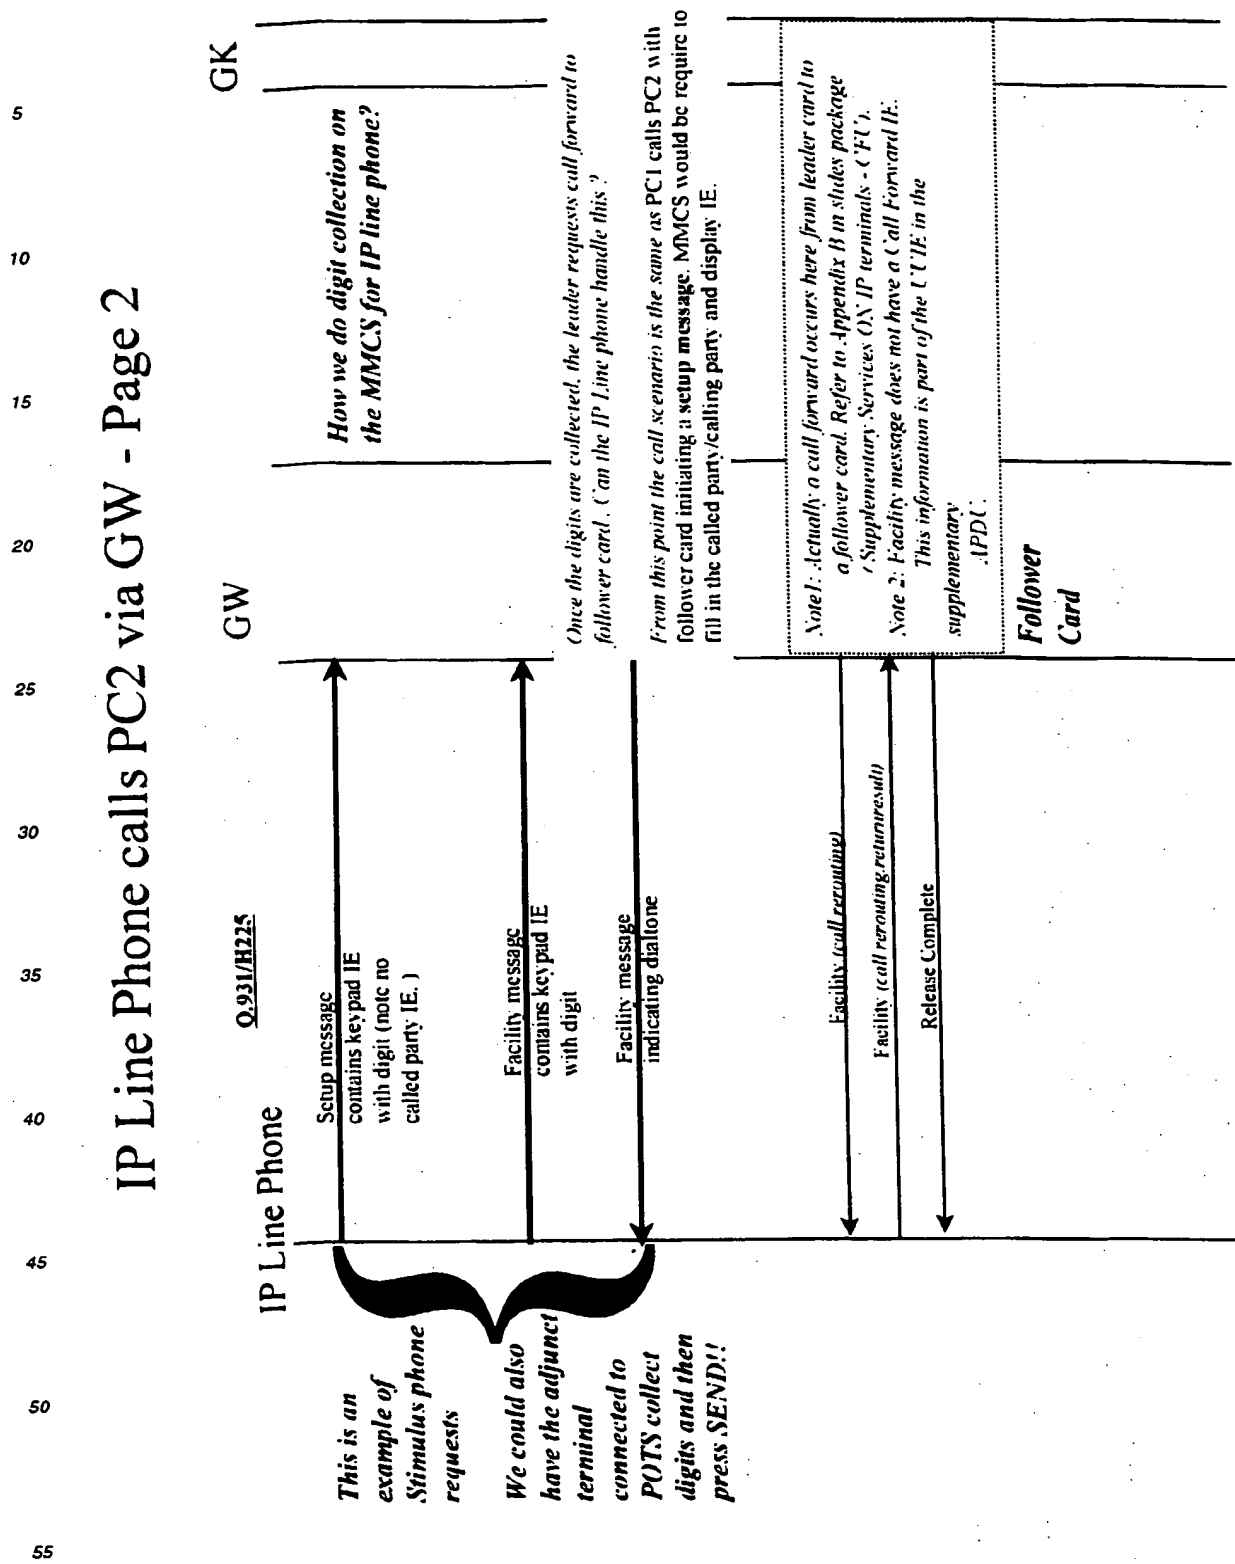 IP Line Phone calls PC2 via GW - Page 2
IP Line Phone
GW
GK
Q.931/H225
This is an
example of
Stimulus phone
requests
We could also
have the adjunct
terminal
connected to
POTS collect
digits and then
press SEND!!
Setup message
contains keypad IE
with digit (note no
called party IE. )
Facility message
contains keypad IE
with digit
Facility message
indicating dialtone
Facility (call rerouting)
Facility (call rerouting.returnresult)
Release Complete
How we do digit collection on
the MMCS for IP line phone?
Once the digits are collected, the leader requests call forward to
follower card. Can the IP Line phone handle this ?
From this point the call scenario is the same as PC1 calls PC2 with
follower card initiating a setup message. MMCS would be require to
fill in the called party/calling party and display IE.
Note1: Actually a call forward occurs here from leader card to
a follower card. Refer to Appendix B in slides package
( Supplementary Services ON IP terminals - CFU).
Note 2: Facility message does not have a Call Forward IE.
This information is part of the UUIE in the
supplementary
APDU.
Follower
Card
5
10
15
20
25
30
35
40
45
50
55